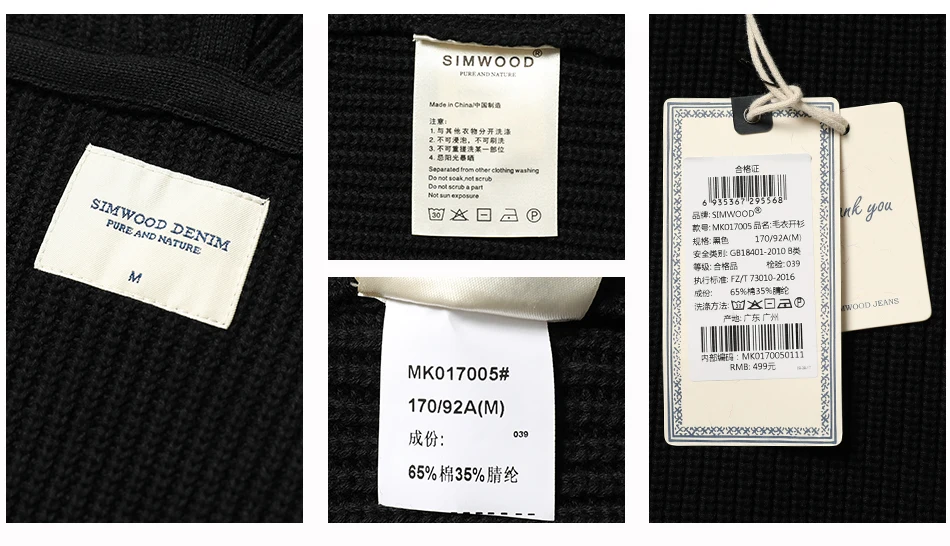 SIMWOOD DENIM
PURE AND NATURE
M
SIMWOOD®
PURE AND NATURE
Made in China/中国制造
注意:
1. 与其他衣物分开洗涤
2. 不可浸泡，不可刷洗
3. 不可重搓洗某一部位
4. 忌阳光暴晒
Separated from other clothing washing
Do not soak,not scrub
Do not scrub a part
Not sun exposure
30
P
MK017005#
170/92A(M)
成份:
039
65%棉35%腈纶
合格证
6 935367 295568
品牌: SIMWOOD®
款号: MK017005 品名: 毛衣开衫
规格: 黑色 170/92A(M)
安全类别: GB18401-2010 B类
等级: 合格品 检验: 039
执行标准: FZ/T 73010-2016
成份: 65%棉35%腈纶
洗涤方法:
产地: 广东 广州
内部编码: MK0170050111
RMB: 499元
nk you
MWOOD JEANS